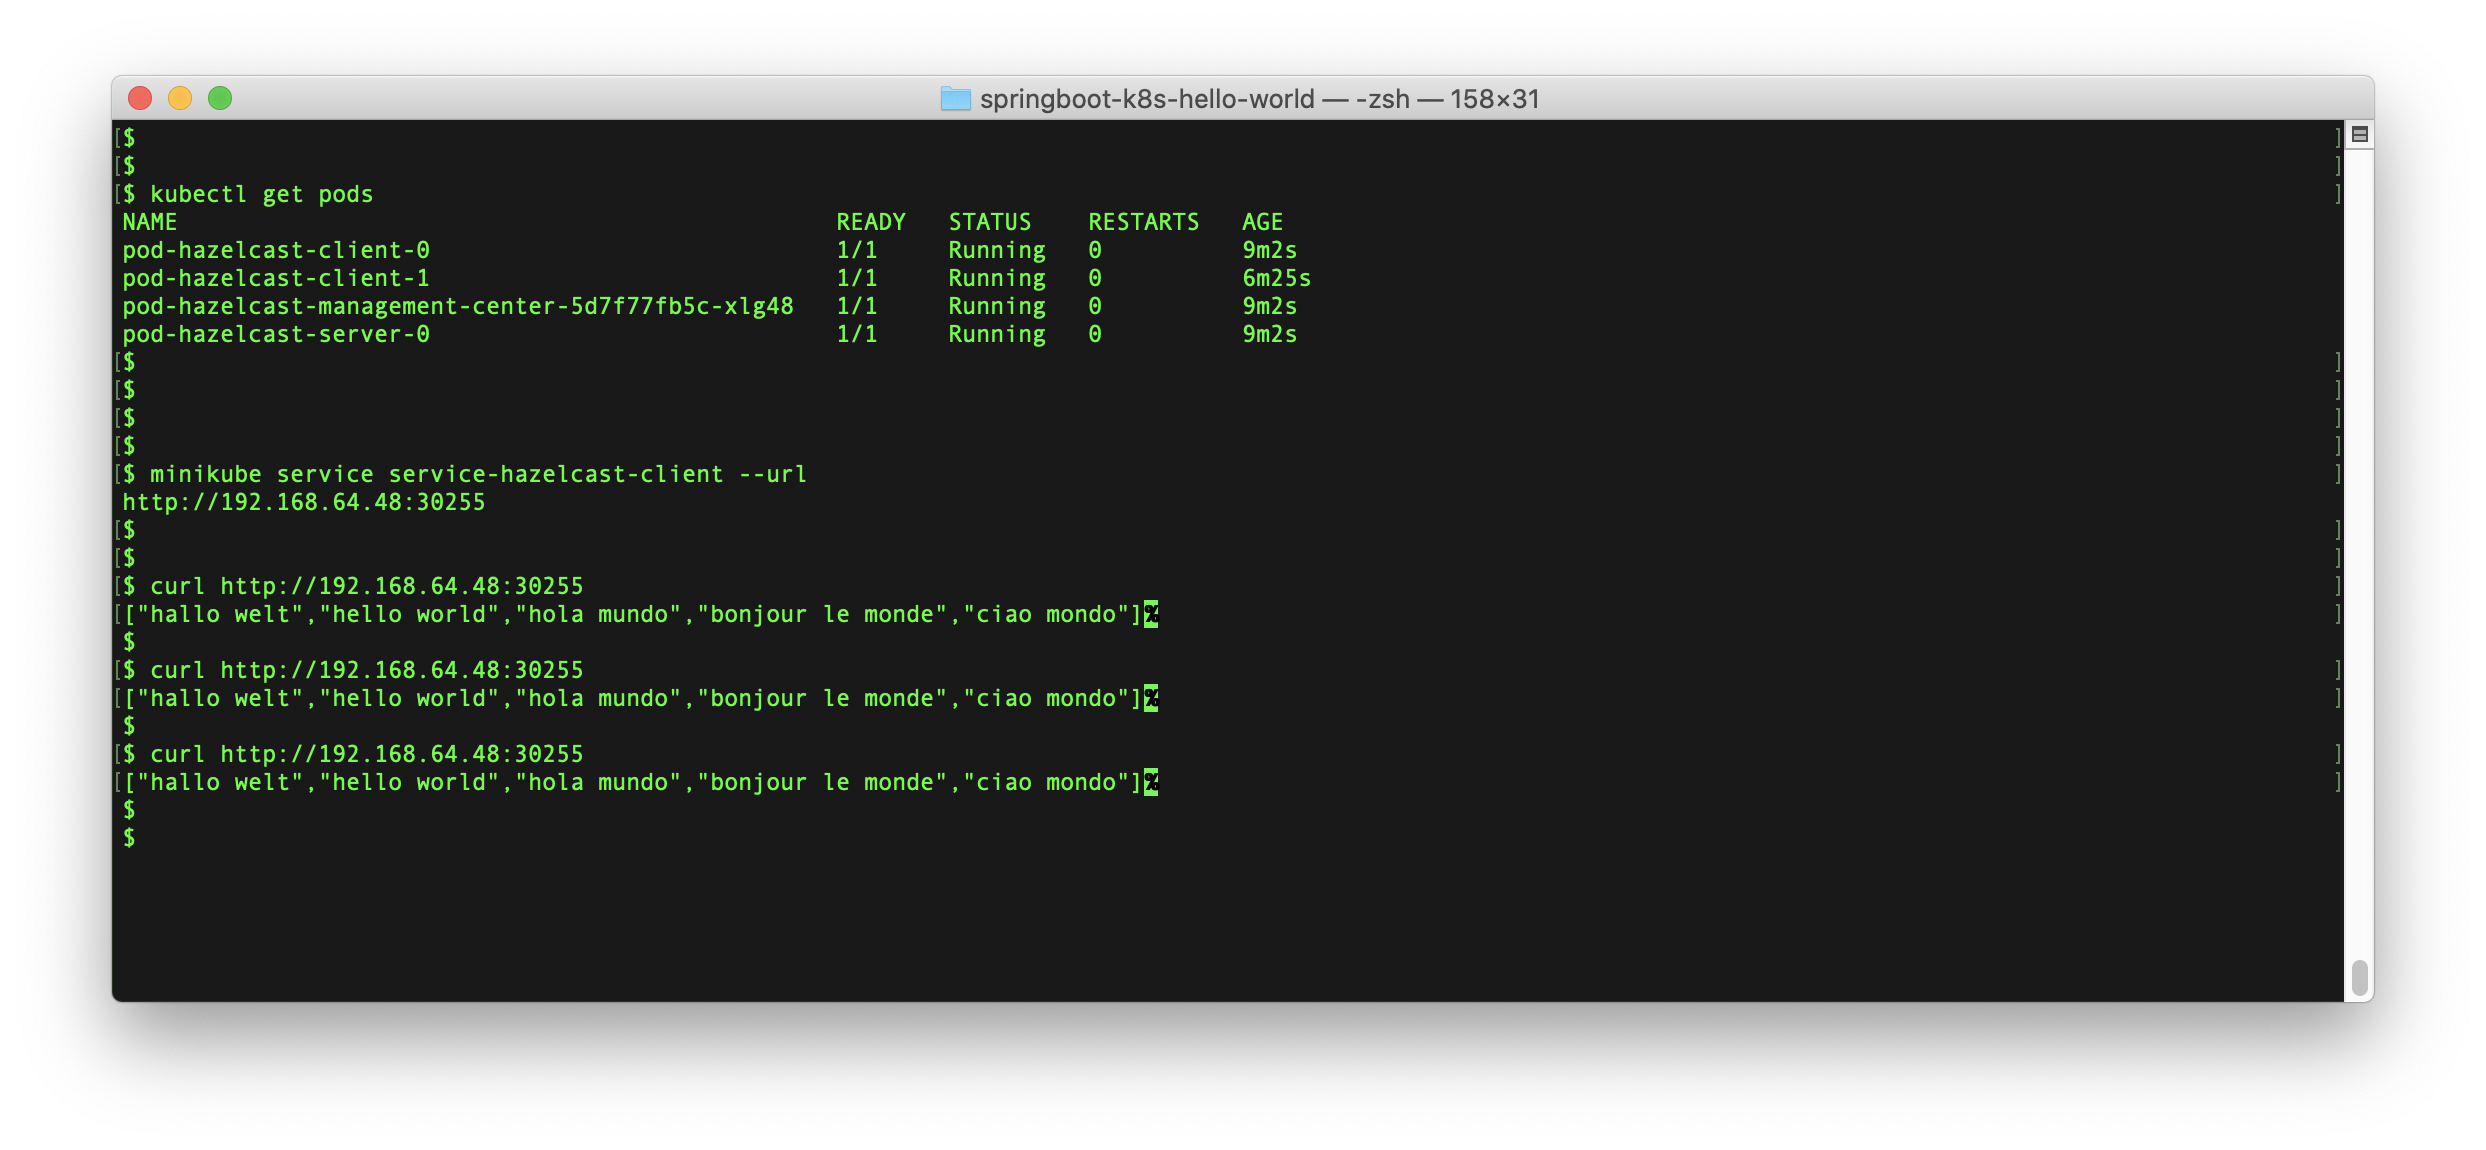 springboot-k8s-hello-world — -zsh — 158×31
[$ ]
[$ ]
[$ kubectl get pods ]
NAME READY STATUS RESTARTS AGE
pod-hazelcast-client-0 1/1 Running 0 9m2s
pod-hazelcast-client-1 1/1 Running 0 6m25s
pod-hazelcast-management-center-5d7f77fb5c-xlg48 1/1 Running 0 9m2s
pod-hazelcast-server-0 1/1 Running 0 9m2s
[$ ]
[$ ]
[$ ]
[$ ]
[$ minikube service service-hazelcast-client --url ]
http://192.168.64.48:30255
[$ ]
[$ ]
[$ curl http://192.168.64.48:30255 ]
[["hallo welt","hello world","hola mundo","bonjour le monde","ciao mondo"]% ]
$
[$ curl http://192.168.64.48:30255 ]
[["hallo welt","hello world","hola mundo","bonjour le monde","ciao mondo"]% ]
$
[$ curl http://192.168.64.48:30255 ]
[["hallo welt","hello world","hola mundo","bonjour le monde","ciao mondo"]% ]
$
$